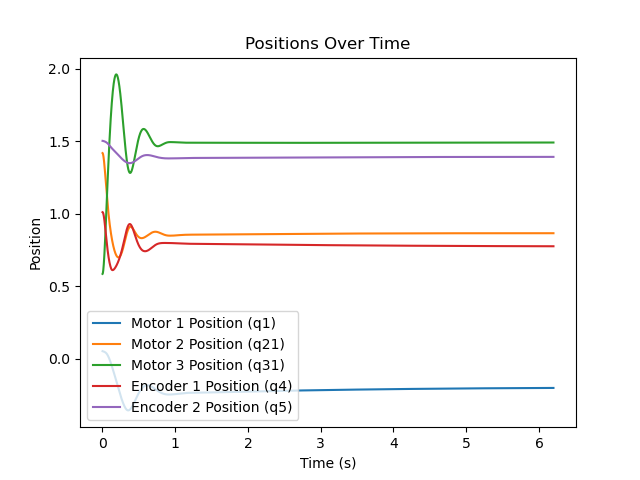 Positions Over Time
Position
2.0
1.5
1.0
0.5
0.0
Motor 1 Position (q1)
Motor 2 Position (q21)
Motor 3 Position (q31)
Encoder 1 Position (q4)
Encoder 2 Position (q5)
0 1 2 3 4 5 6
Time (s)